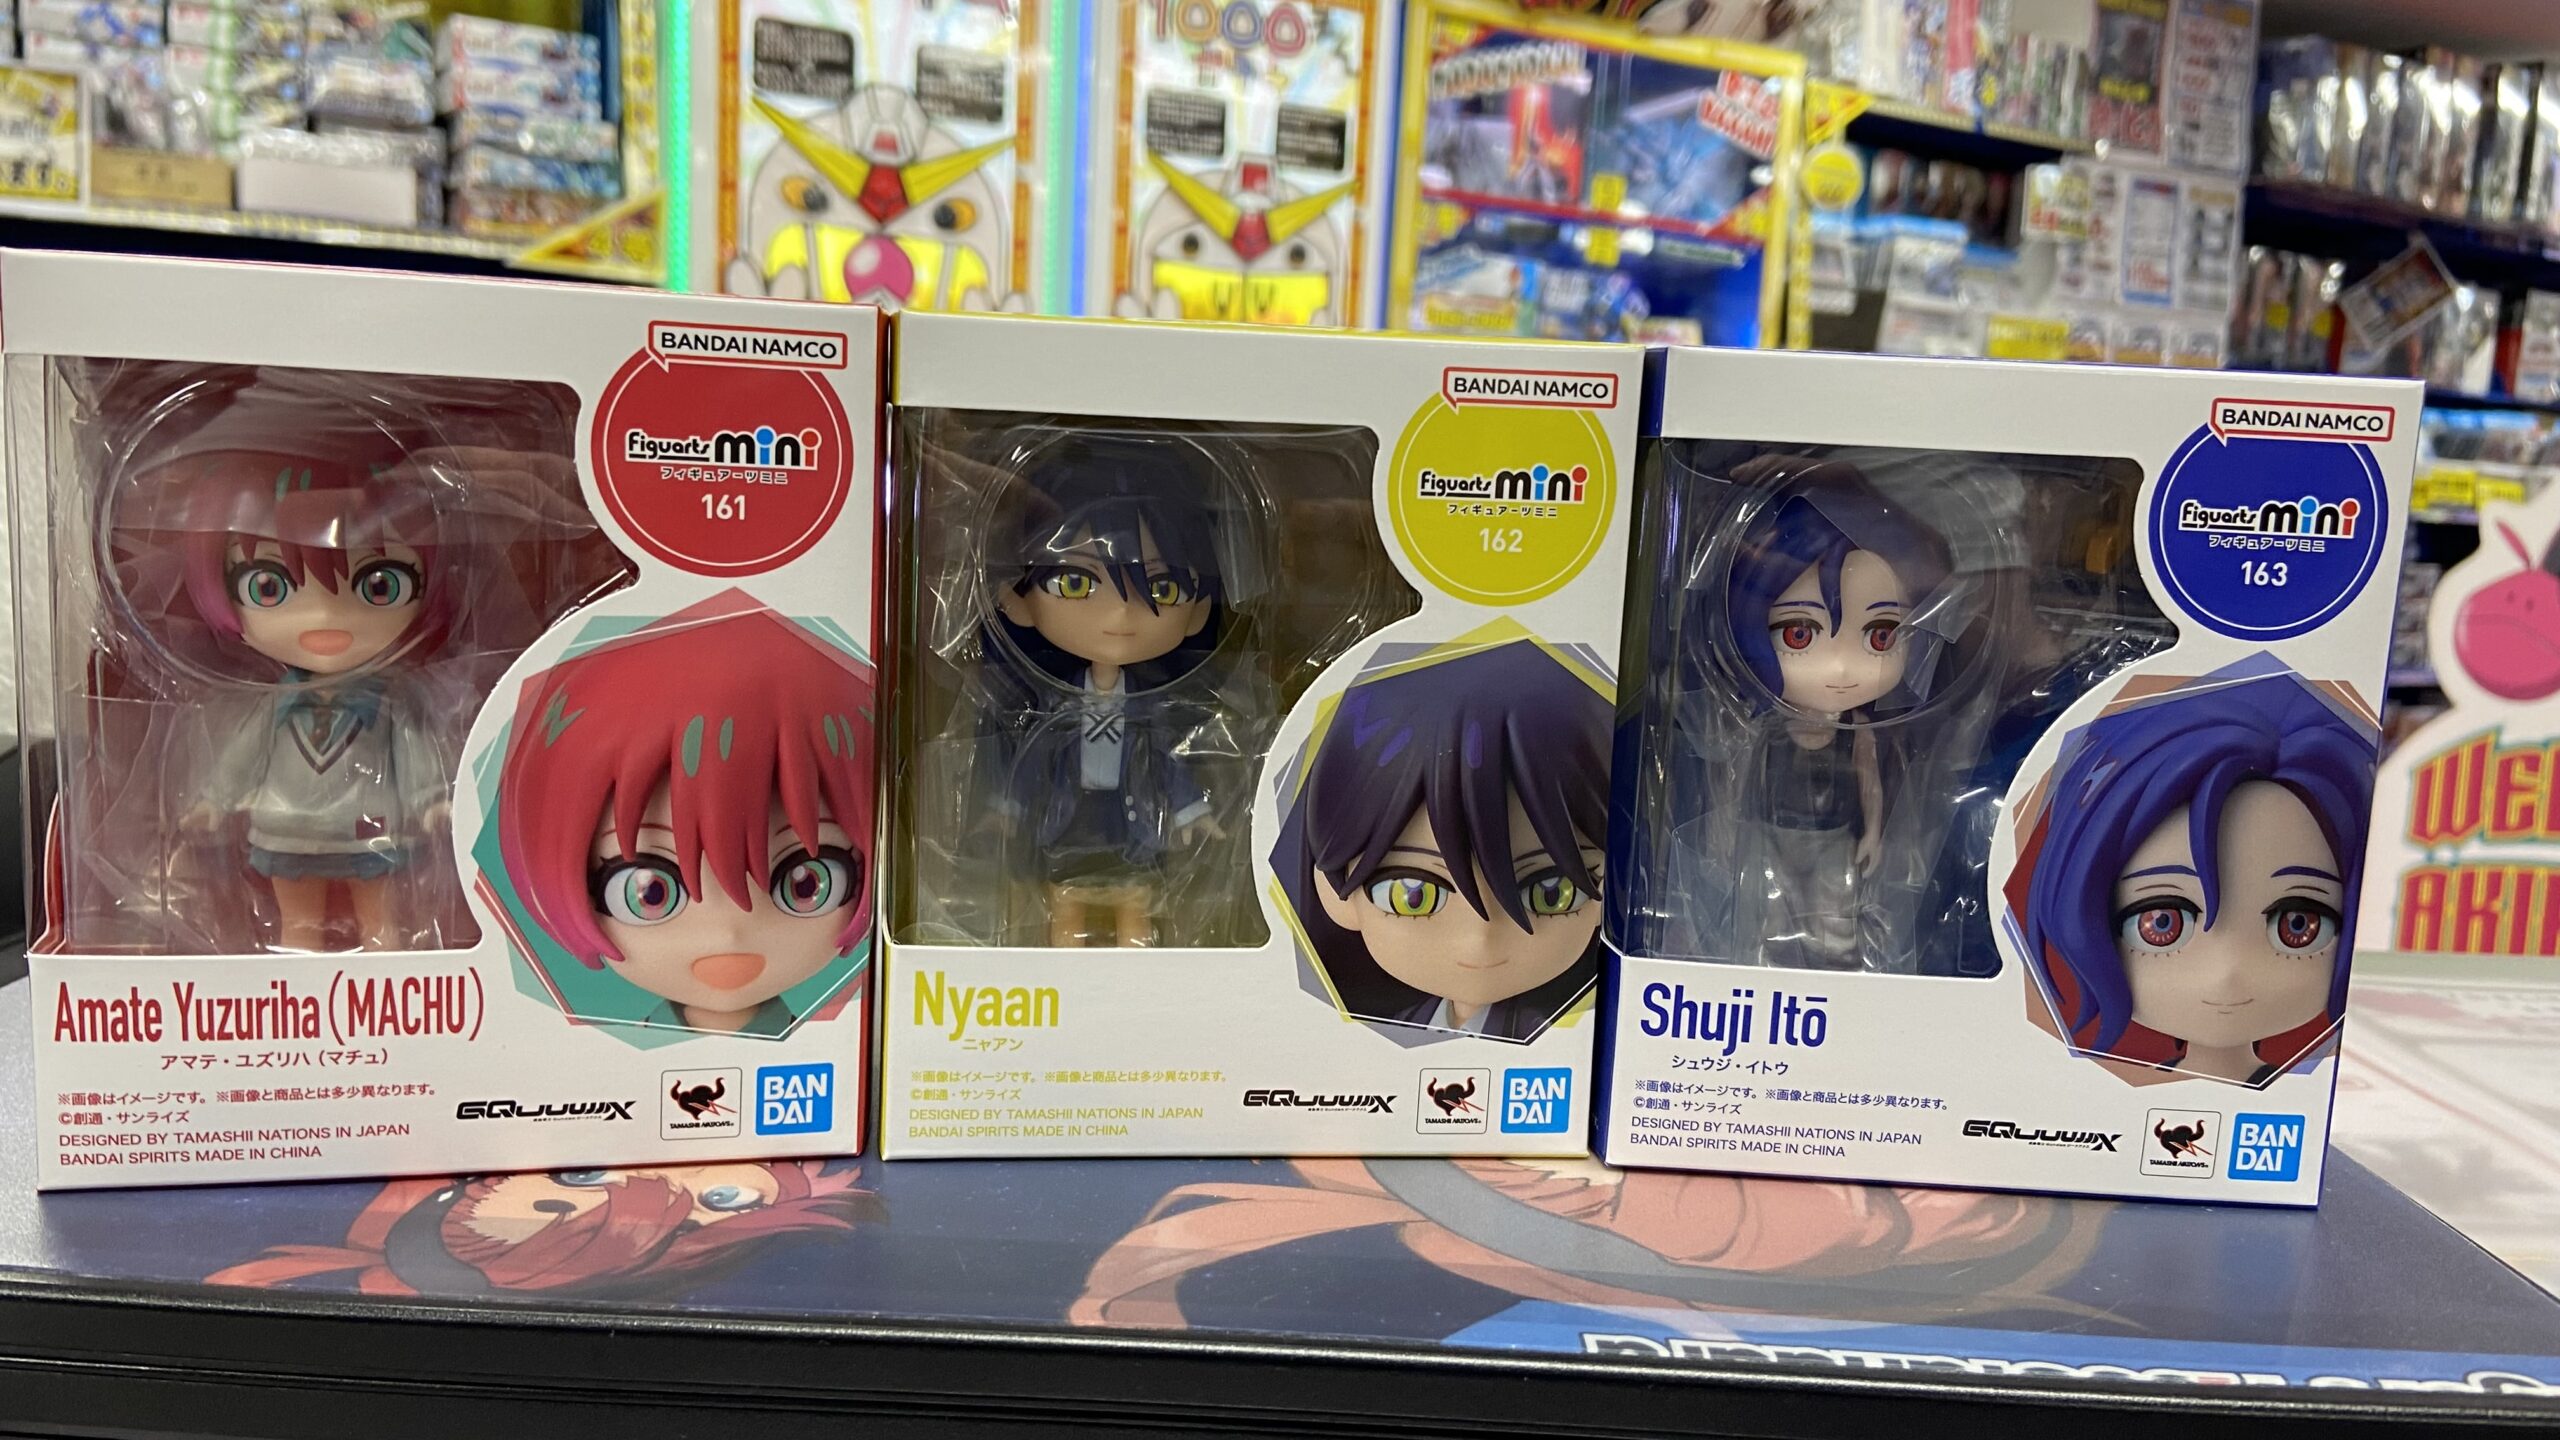 1000
BANDAI NAMCO
Figuarts mini
フィギュアーツミニ
161
Amate Yuzuriha (MACHU)
アマテ・ユズリハ (マチュ)
※画像はイメージです。※画像と商品とは多少異なります。
©創通・サンライズ
DESIGNED BY TAMASHII NATIONS IN JAPAN
BANDAI SPIRITS MADE IN CHINA
GQuuuuuuX
TAMASHII NATIONS
BAN
DAI
BANDAI NAMCO
Figuarts mini
フィギュアーツミニ
162
Nyaan
ニャアン
※画像はイメージです。※画像と商品とは多少異なります。
©創通・サンライズ
DESIGNED BY TAMASHII NATIONS IN JAPAN
BANDAI SPIRITS MADE IN CHINA
GQuuuuuuX
TAMASHII NATIONS
BAN
DAI
BANDAI NAMCO
Figuarts mini
フィギュアーツミニ
163
Shuji Itō
シュウジ・イトウ
※画像はイメージです。※画像と商品とは多少異なります。
©創通・サンライズ
DESIGNED BY TAMASHII NATIONS IN JAPAN
BANDAI SPIRITS MADE IN CHINA
GQuuuuuuX
TAMASHII NATIONS
BAN
DAI